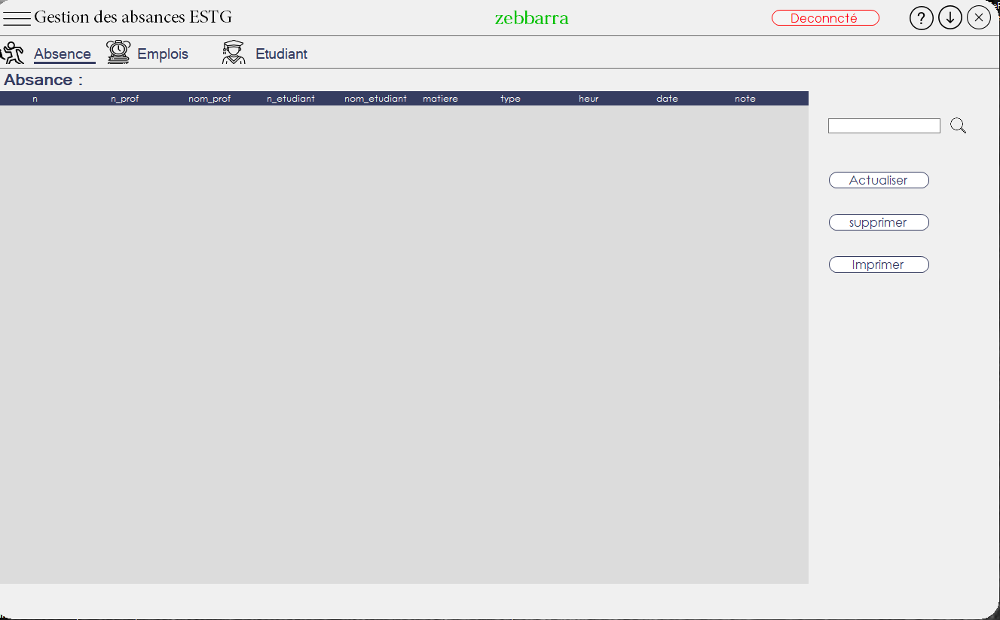 Gestion des absances ESTG zebbarra Deconncté ?
Absence Emplois Etudiant
Absance :
n n_prof nom_prof n_etudiant nom_etudiant matiere type heur date note
Actualiser
supprimer
Imprimer